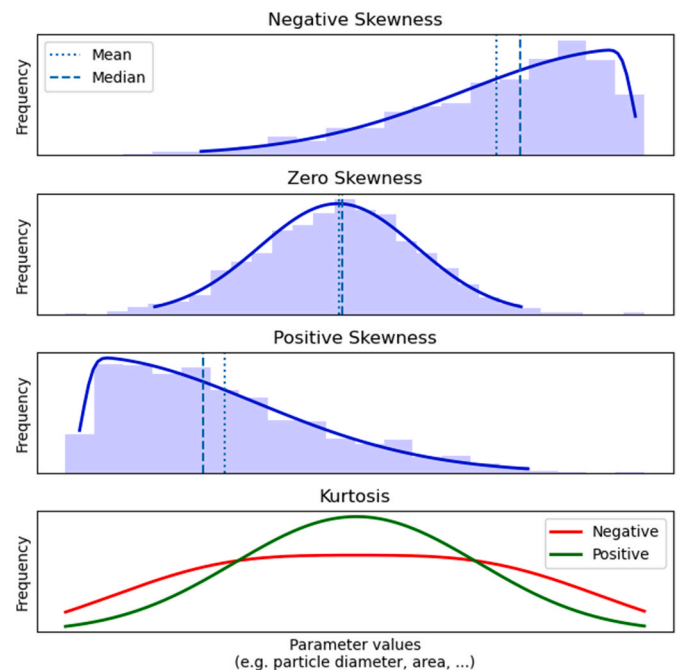 Negative Skewness
Frequency
Mean
Median
Zero Skewness
Frequency
Positive Skewness
Frequency
Kurtosis
Frequency
Negative
Positive
Parameter values
(e.g. particle diameter, area, ...)